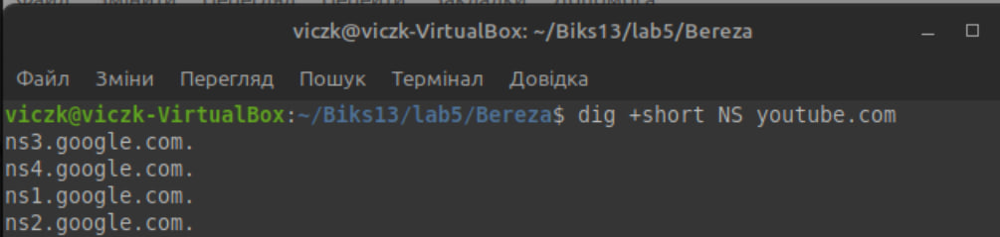 viczk@viczk-VirtualBox: ~/Biks13/lab5/Bereza
Файл Зміни Перегляд Пошук Термінал Довідка
viczk@viczk-VirtualBox:~/Biks13/lab5/Bereza$ dig +short NS youtube.com
ns3.google.com.
ns4.google.com.
ns1.google.com.
ns2.google.com.